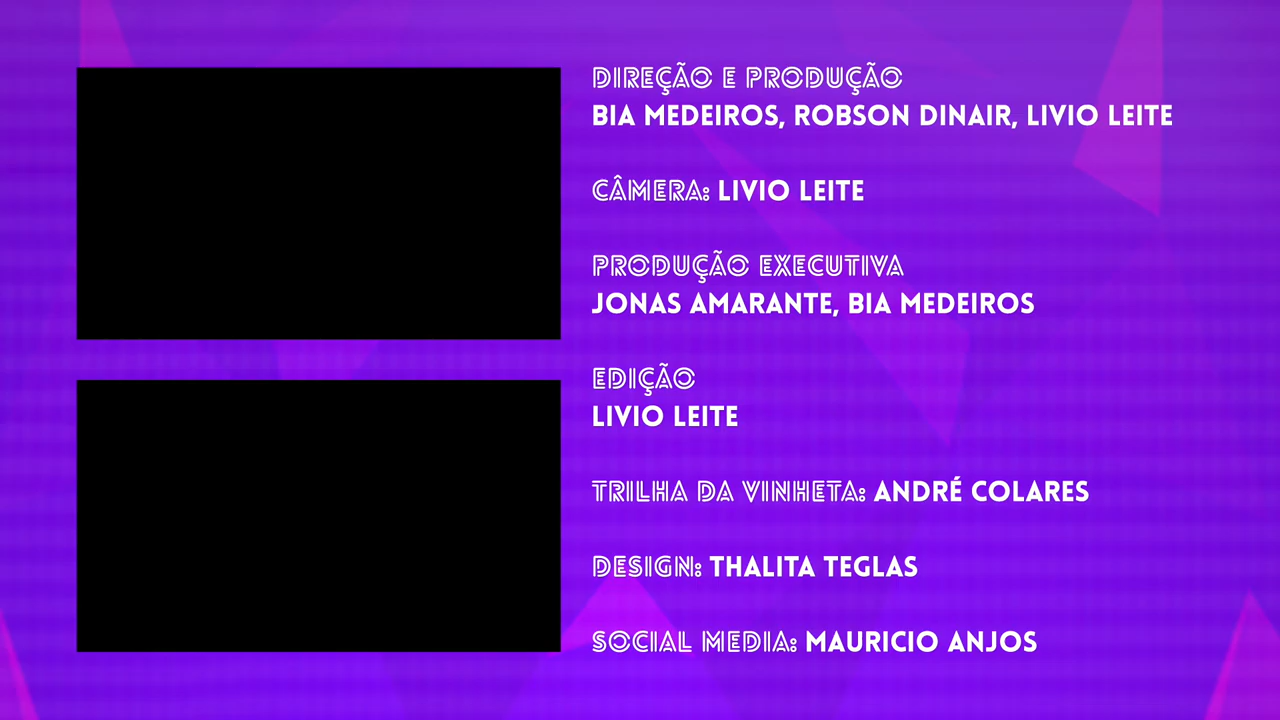 DIREÇÃO E PRODUÇÃO
BIA MEDEIROS, ROBSON DINAIR, LIVIO LEITE
CÂMERA: LIVIO LEITE
PRODUÇÃO EXECUTIVA
JONAS AMARANTE, BIA MEDEIROS
EDIÇÃO
LIVIO LEITE
TRILHA DA VINHETA: ANDRÉ COLARES
DESIGN: THALITA TEGLAS
SOCIAL MEDIA: MAURICIO ANJOS